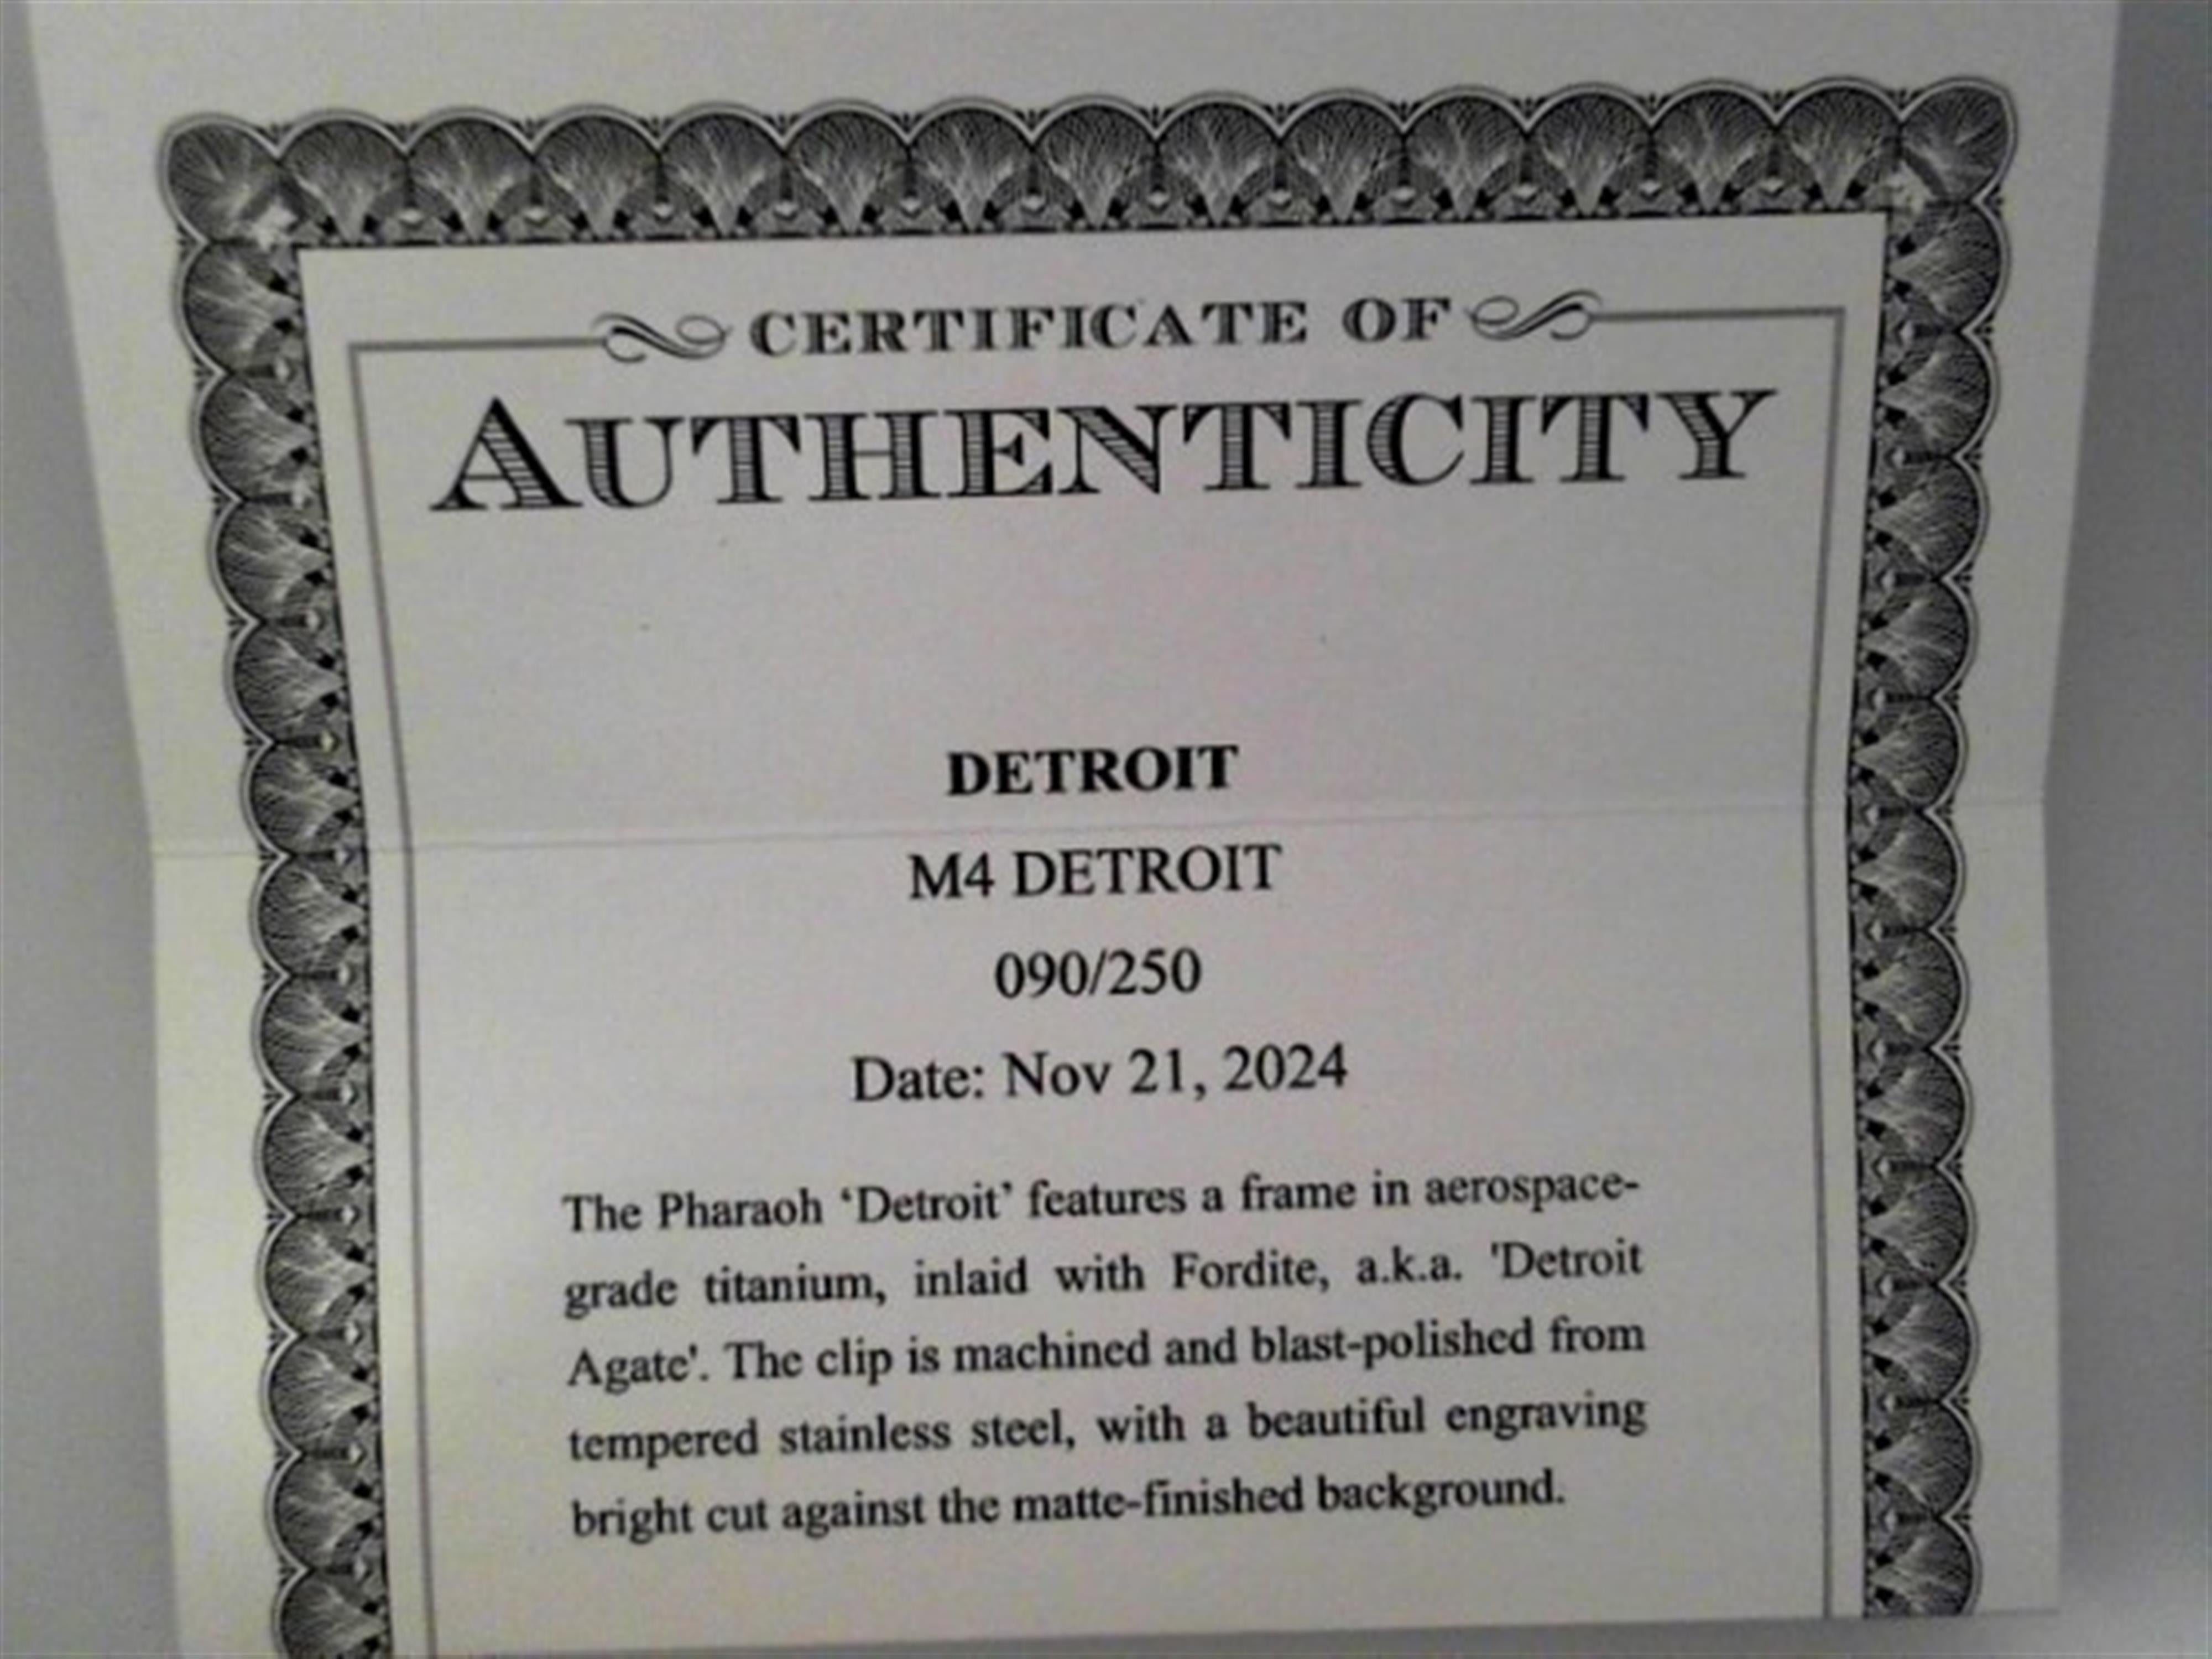 CERTIFICATE OF
AUTHENTICITY
DETROIT
M4 DETROIT
090/250
Date: Nov 21, 2024
The Pharaoh ‘Detroit’ features a frame in aerospace-
grade titanium, inlaid with Fordite, a.k.a. 'Detroit
Agate'. The clip is machined and blast-polished from
tempered stainless steel, with a beautiful engraving
bright cut against the matte-finished background.